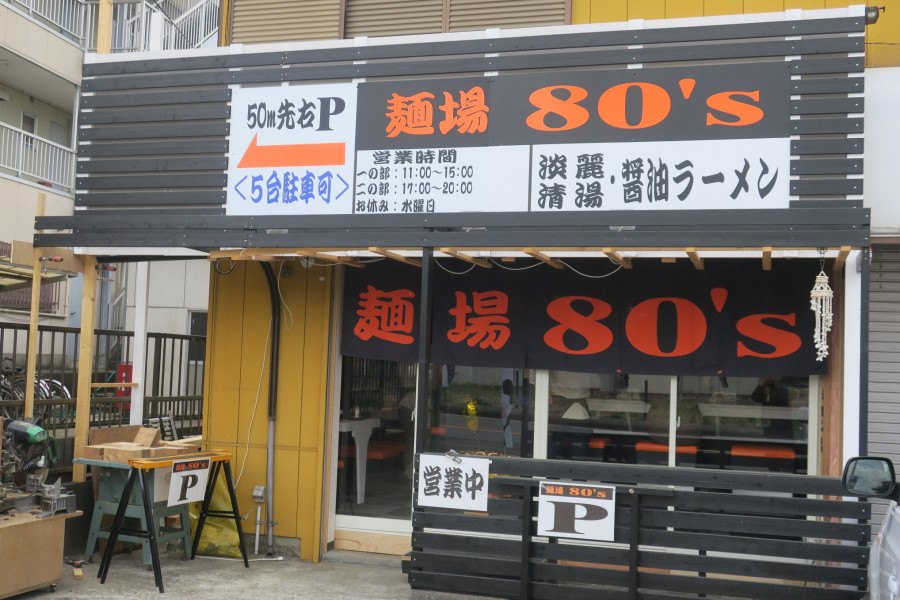 50m先右P
<5台駐車可>
麺場 80's
営業時間
一の部：11:00～15:00
二の部：17:00～20:00
お休み：水曜日
淡麗清湯・醤油ラーメン
麺場 80's
営業中
麺場 80's
P
麺場 80's
P